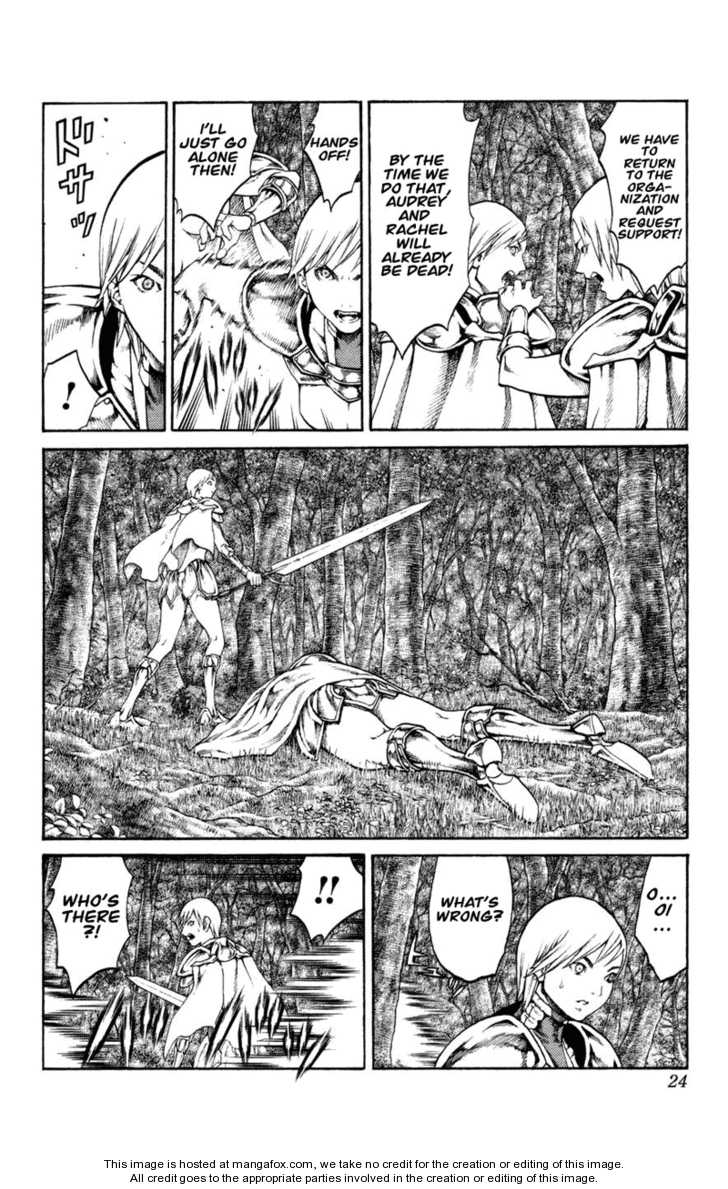 WE HAVE
TO
RETURN
TO THE
ORGA-
NIZATION
AND
REQUEST
SUPPORT!
BY THE
TIME WE
DO THAT,
AUDREY
AND
RACHEL
WILL
ALREADY
BE DEAD!
HANDS
OFF!
I'LL
JUST GO
ALONE
THEN!
ドサッ
!
O...
OI
...
WHAT'S
WRONG?
!!
WHO'S
THERE
?!
24
This image is hosted at mangafox.com, we take no credit for the creation or editing of this image.
All credit goes to the appropriate parties involved in the creation or editing of this image.